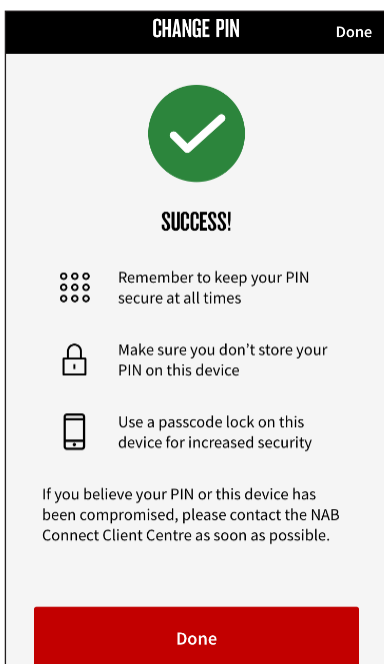 CHANGE PIN
Done
SUCCESS!
Remember to keep your PIN
secure at all times
Make sure you don’t store your
PIN on this device
Use a passcode lock on this
device for increased security
If you believe your PIN or this device has
been compromised, please contact the NAB
Connect Client Centre as soon as possible.
Done